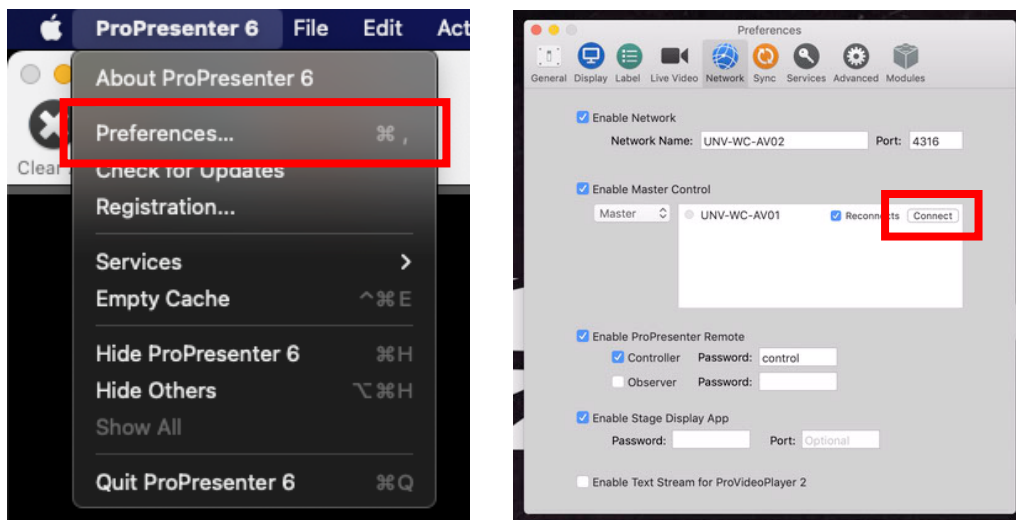 ProPresenter 6 File Edit Act
About ProPresenter 6
Preferences... ⌘ ,
Clear
Check for Updates
Registration...
Services >
Empty Cache ^⌘E
Hide ProPresenter 6 ⌘H
Hide Others ⌥⌘H
Show All
Quit ProPresenter 6 ⌘Q
Preferences
General Display Label Live Video Network Sync Services Advanced Modules
Enable Network
Network Name: UNV-WC-AV02 Port: 4316
Enable Master Control
Master UNV-WC-AV01 Reconnects Connect
Enable ProPresenter Remote
Controller Password: control
Observer Password:
Enable Stage Display App
Password: Port: Optional
Enable Text Stream for ProVideoPlayer 2